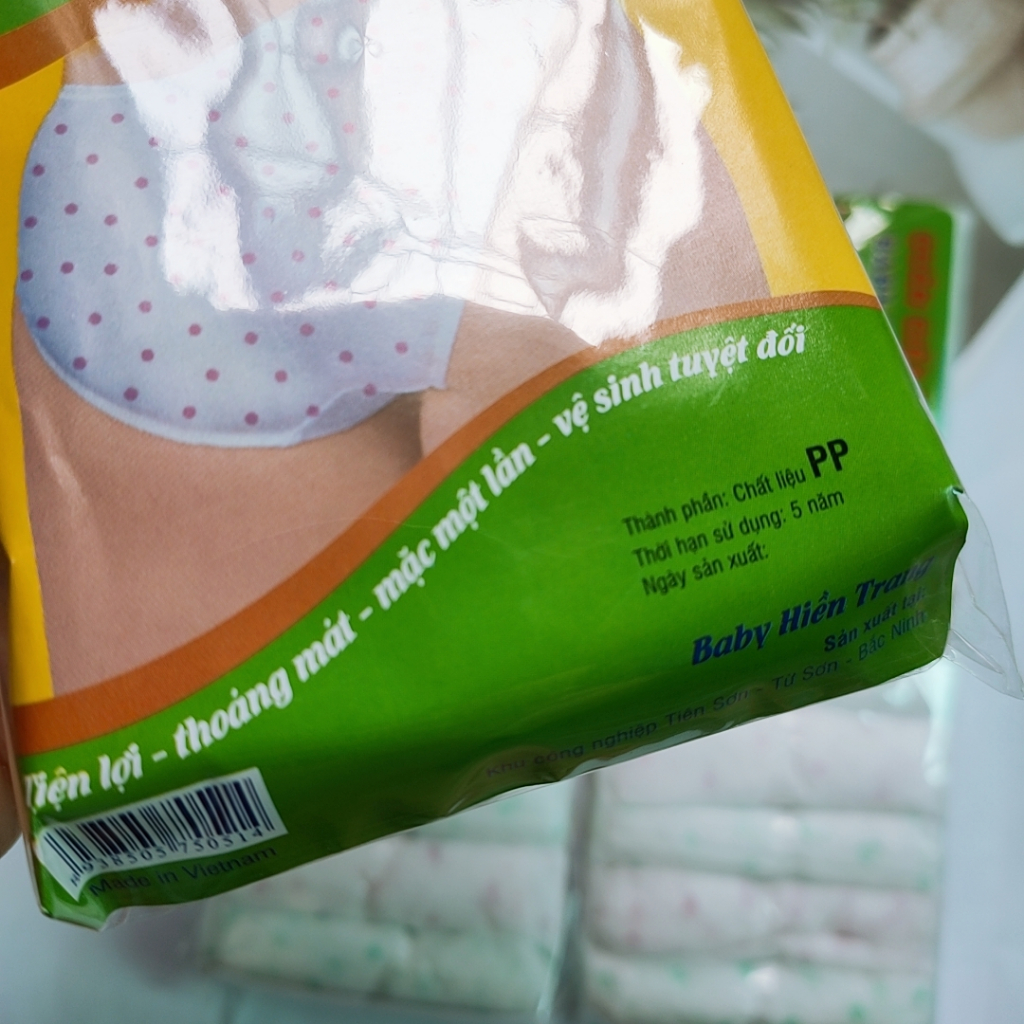 Tiện lợi - thoáng mát - mặc một lần - vệ sinh tuyệt đối
Thành phần: Chất liệu PP
Thời hạn sử dụng: 5 năm
Ngày sản xuất:
Baby Hiền Trang
Sản xuất tại:
Khu công nghiệp Tiên Sơn - Từ Sơn - Bắc Ninh
938505750514
Made in Vietnam